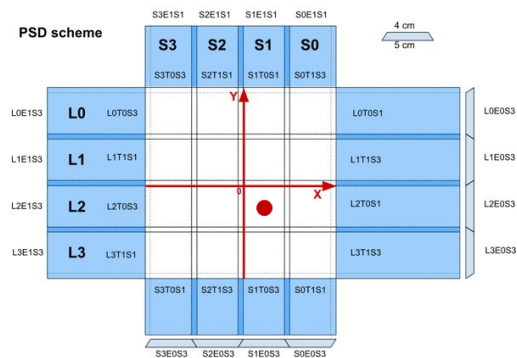 S3E1S1 S2E1S1 S1E1S1 S0E1S1
PSD scheme
4 cm
5 cm
S3 S2 S1 S0
S3T0S3 S2T1S1 S1T0S1 S0T1S3
Y
L0E1S3 L0 L0T0S3 L0T0S1 L0E0S3
L1E1S3 L1 L1T1S1 L1T1S3 L1E0S3
0 X
L2E1S3 L2 L2T0S3 L2T0S1 L2E0S3
L3E1S3 L3 L3T1S1 L3T1S3 L3E0S3
S3T0S1 S2T1S3 S1T0S3 S0T1S1
S3E0S3 S2E0S3 S1E0S3 S0E0S3